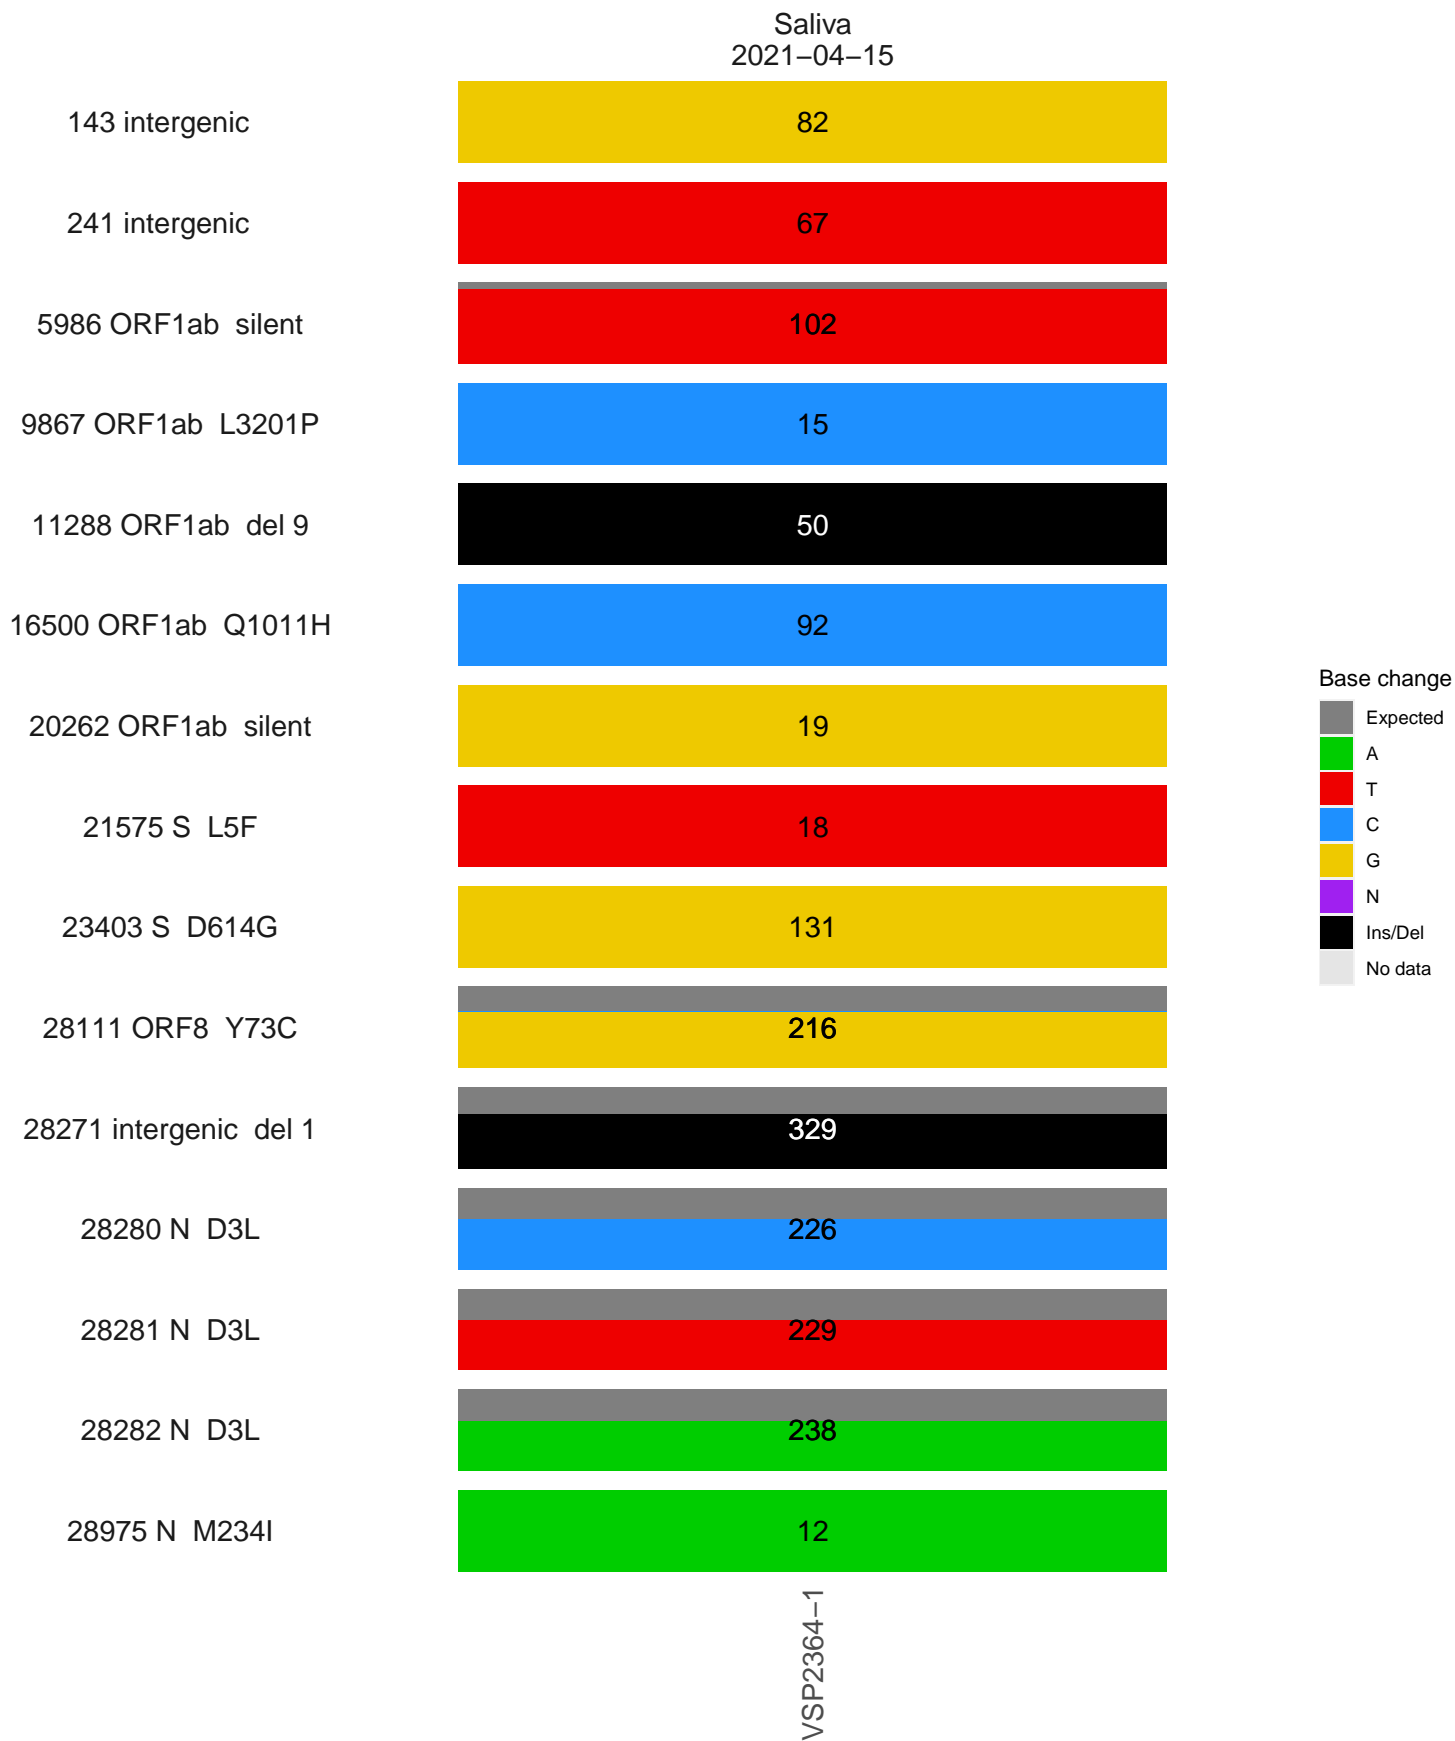 Saliva
2021−04−15
143 intergenic 82
241 intergenic 67
5986 ORF1ab  silent 102
9867 ORF1ab  L3201P 15
11288 ORF1ab  del 9 50
16500 ORF1ab  Q1011H 92
20262 ORF1ab  silent 19
21575 S  L5F 18
23403 S  D614G 131
28111 ORF8  Y73C 216
28271 intergenic  del 1 329
28280 N  D3L 226
28281 N  D3L 229
28282 N  D3L 238
28975 N  M234I 12
VSP2364−1
Base change
Expected
A
T
C
G
N
Ins/Del
No data